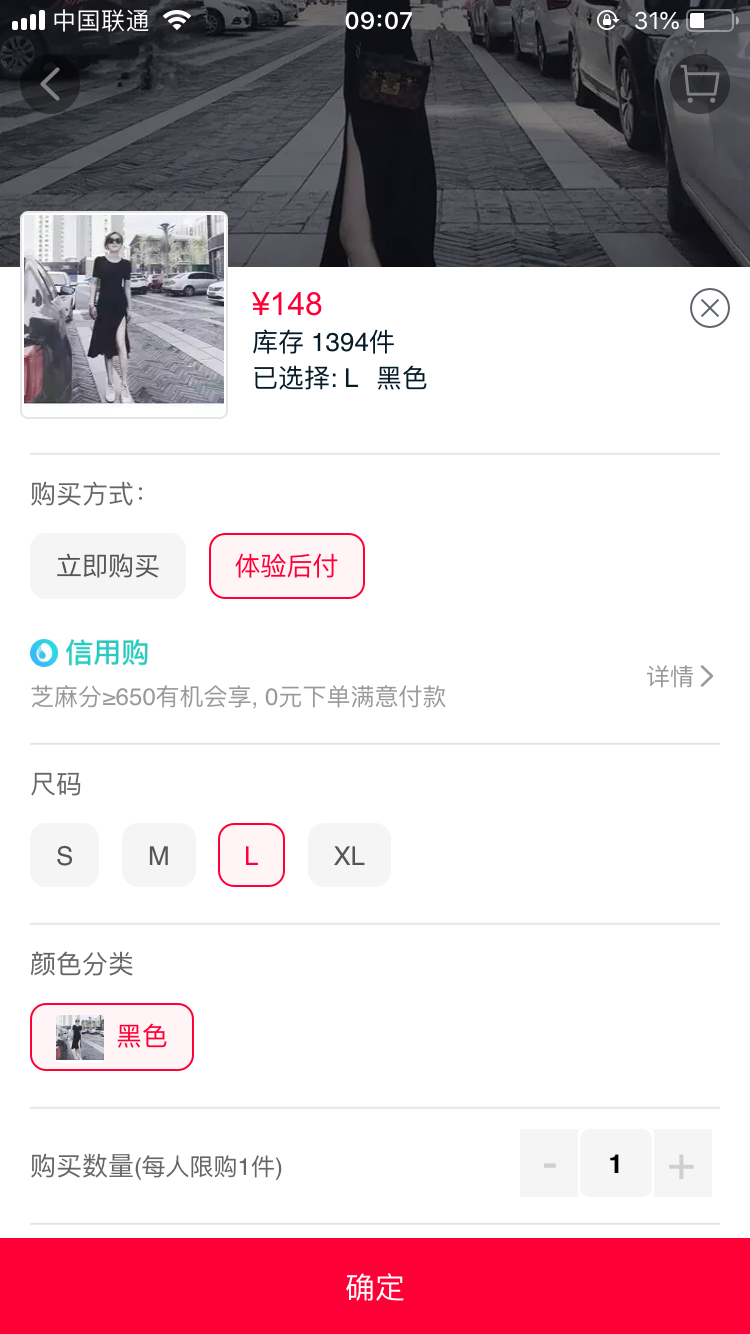 中国联通 09:07 31%
¥148
库存 1394件
已选择: L 黑色
购买方式:
立即购买 体验后付
信用购
芝麻分≥650有机会享, 0元下单满意付款
详情
尺码
S M L XL
颜色分类
黑色
购买数量(每人限购1件)
- 1 +
确定